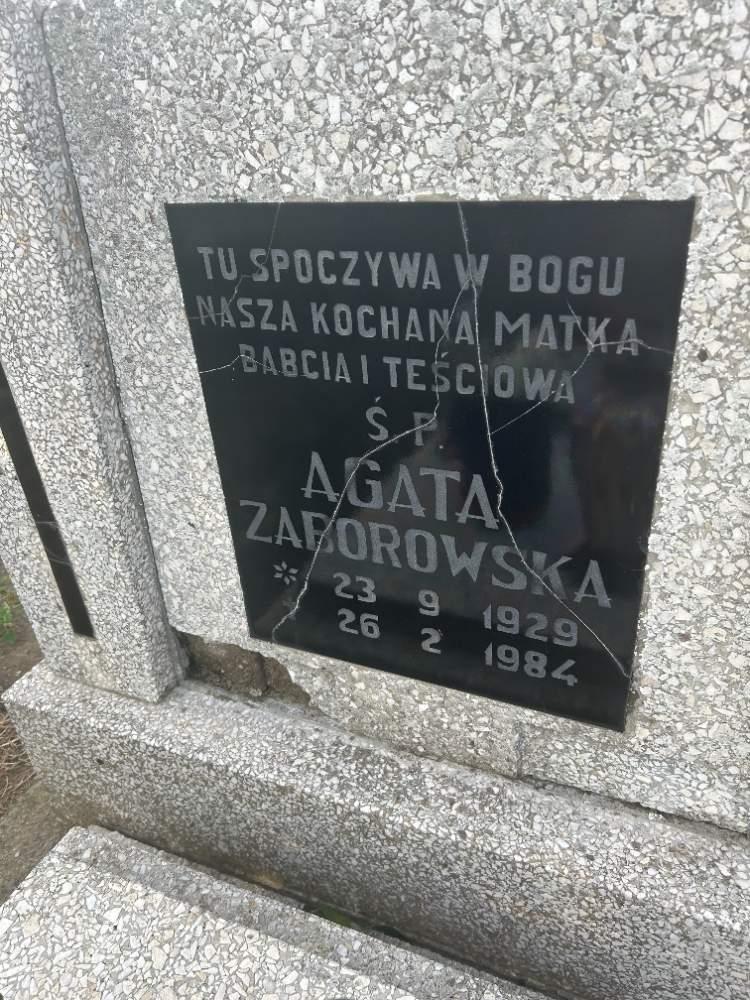 TU SPOCZYWA W BOGU
NASZA KOCHANA MATKA
BABCIA I TEŚCIOWA
Ś P.
AGATA
ZABOROWSKA
* 23 9 1929
26 2 1984